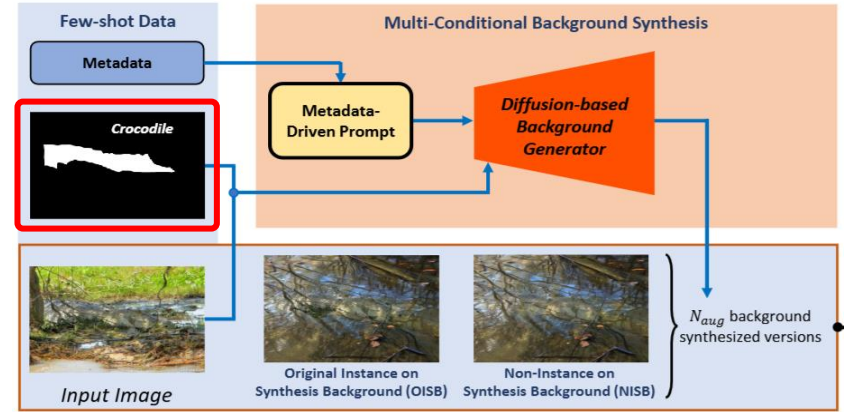 Few-shot Data
Multi-Conditional Background Synthesis
Metadata
Metadata-
Driven Prompt
Diffusion-based
Background
Generator
Crocodile
Input Image
Original Instance on
Synthesis Background (OISB)
Non-Instance on
Synthesis Background (NISB)
N_aug background
synthesized versions